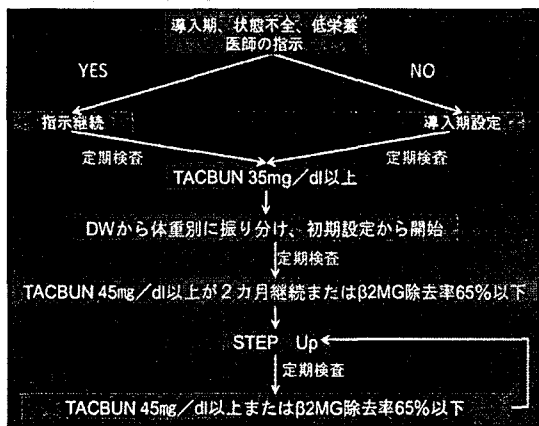 導入期、状態不全、低栄養
医師の指示
YES
NO
指示継続
導入期設定
定期検査
定期検査
TACBUN 35mg/dl以上
DWから体重別に振り分け、初期設定から開始
定期検査
TACBUN 45mg/dl以上が2カ月継続またはβ2MG除去率65%以下
STEP Up
定期検査
TACBUN 45mg/dl以上またはβ2MG除去率65%以下